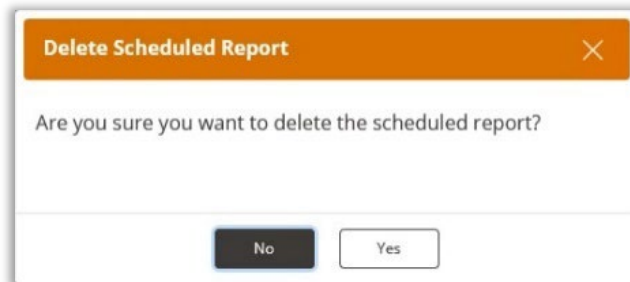 Delete Scheduled Report
Are you sure you want to delete the scheduled report?
No
Yes